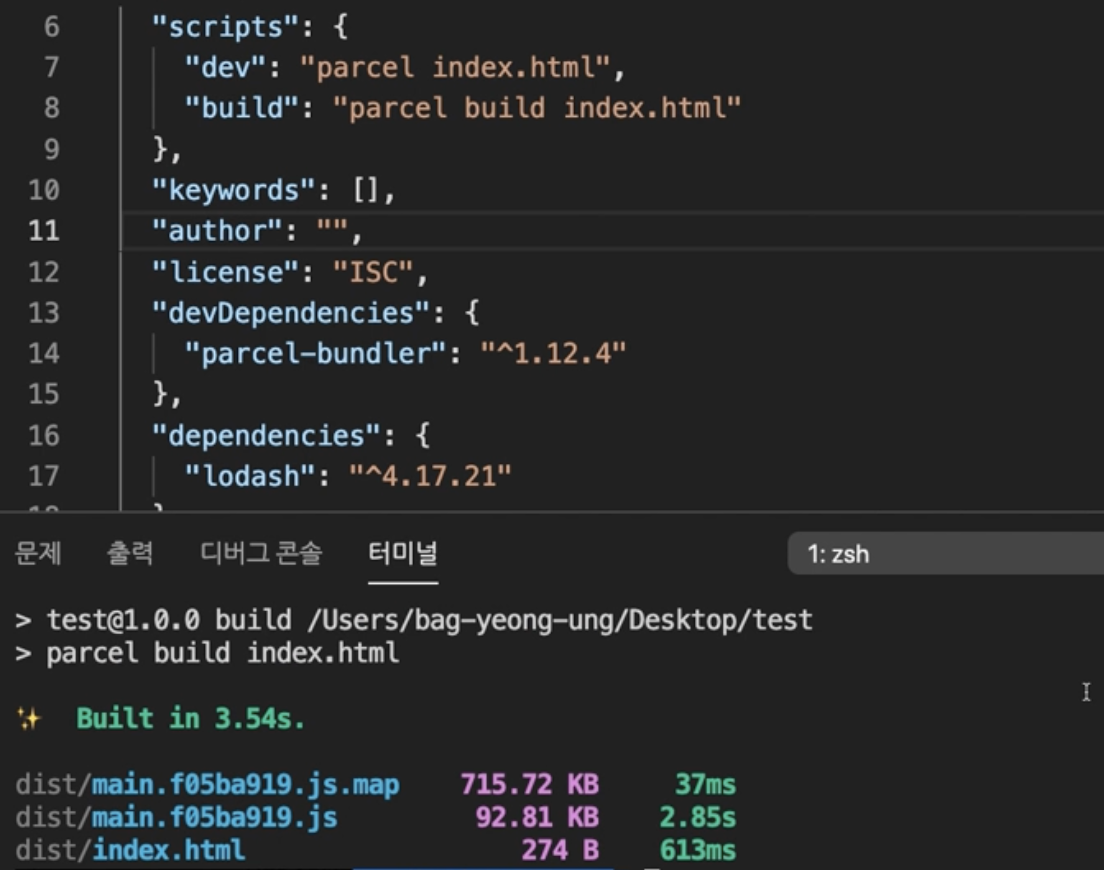 6 "scripts": {
7 "dev": "parcel index.html",
8 "build": "parcel build index.html"
9 },
10 "keywords": [],
11 "author": "",
12 "license": "ISC",
13 "devDependencies": {
14 "parcel-bundler": "^1.12.4"
15 },
16 "dependencies": {
17 "lodash": "^4.17.21"
문제 출력 디버그 콘솔 터미널 1: zsh
> test@1.0.0 build /Users/bag-yeong-ung/Desktop/test
> parcel build index.html
✨ Built in 3.54s.
dist/main.f05ba919.js.map 715.72 KB 37ms
dist/main.f05ba919.js 92.81 KB 2.85s
dist/index.html 274 B 613ms